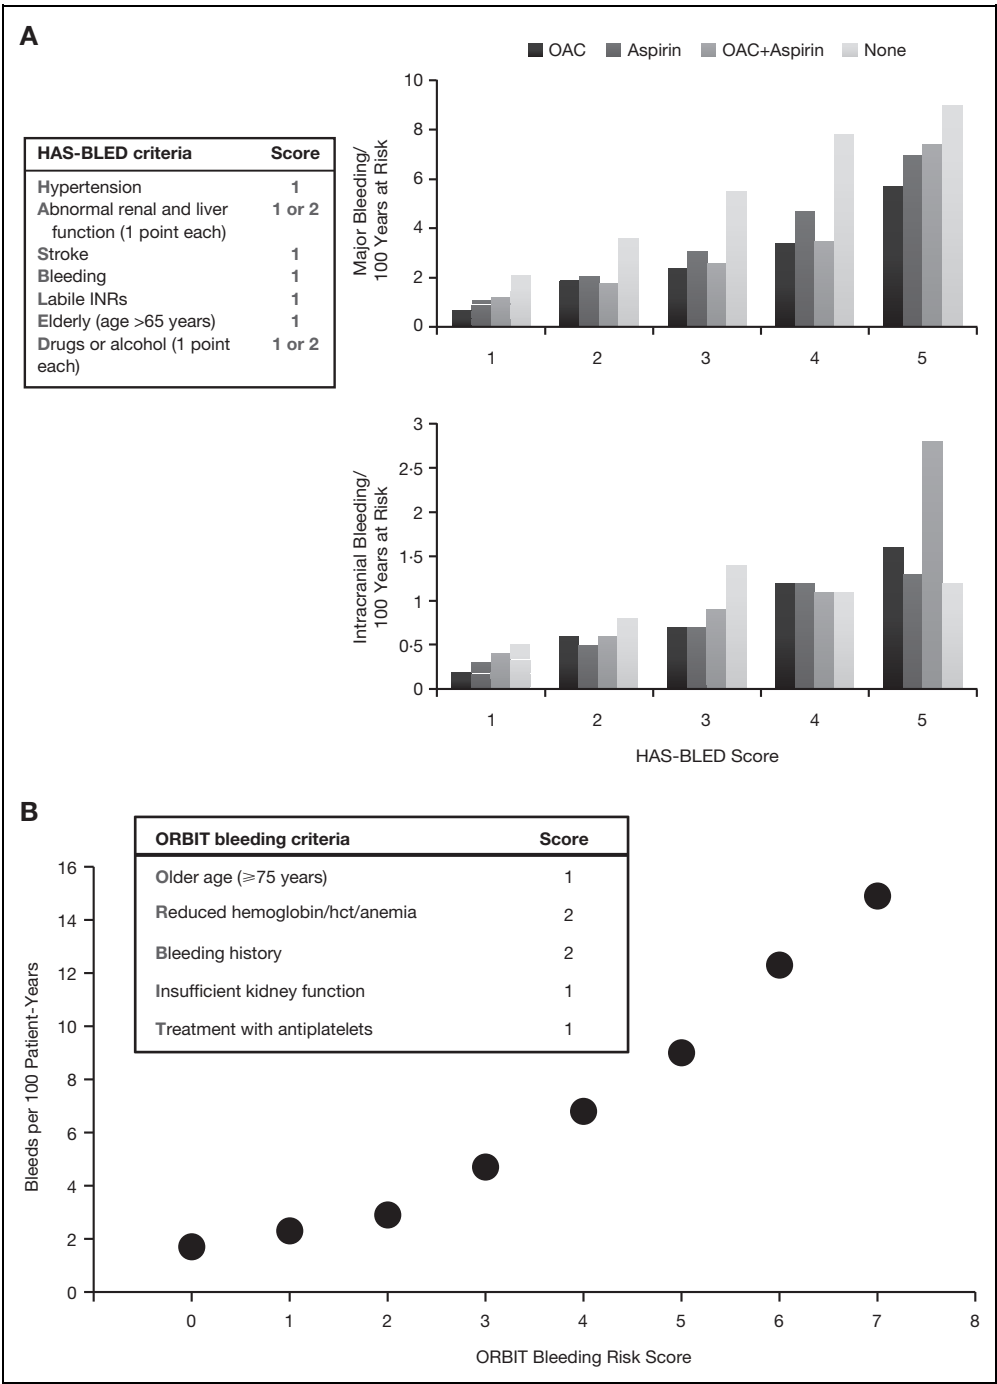 A
OAC Aspirin OAC+Aspirin None
HAS-BLED criteria Score
Hypertension 1
Abnormal renal and liver 1 or 2
function (1 point each)
Stroke 1
Bleeding 1
Labile INRs 1
Elderly (age >65 years) 1
Drugs or alcohol (1 point 1 or 2
each)
Major Bleeding/
100 Years at Risk
10
8
6
4
2
0
1 2 3 4 5
Intracranial Bleeding/
100 Years at Risk
3
2·5
2
1·5
1
0·5
0
1 2 3 4 5
HAS-BLED Score
B
ORBIT bleeding criteria Score
Older age (⩾75 years) 1
Reduced hemoglobin/hct/anemia 2
Bleeding history 2
Insufficient kidney function 1
Treatment with antiplatelets 1
Bleeds per 100 Patient-Years
16
14
12
10
8
6
4
2
0
0 1 2 3 4 5 6 7 8
ORBIT Bleeding Risk Score